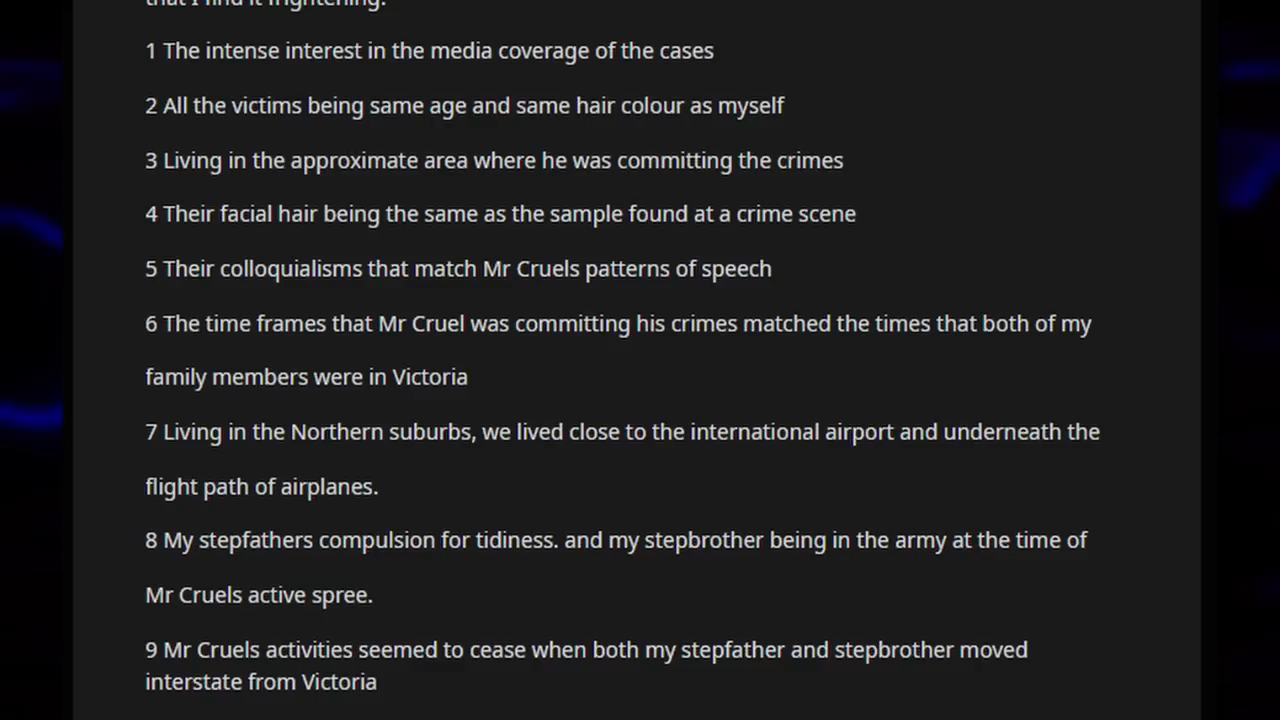 that I find it frightening.
1 The intense interest in the media coverage of the cases
2 All the victims being same age and same hair colour as myself
3 Living in the approximate area where he was committing the crimes
4 Their facial hair being the same as the sample found at a crime scene
5 Their colloquialisms that match Mr Cruels patterns of speech
6 The time frames that Mr Cruel was committing his crimes matched the times that both of my
family members were in Victoria
7 Living in the Northern suburbs, we lived close to the international airport and underneath the
flight path of airplanes.
8 My stepfathers compulsion for tidiness. and my stepbrother being in the army at the time of
Mr Cruels active spree.
9 Mr Cruels activities seemed to cease when both my stepfather and stepbrother moved
interstate from Victoria